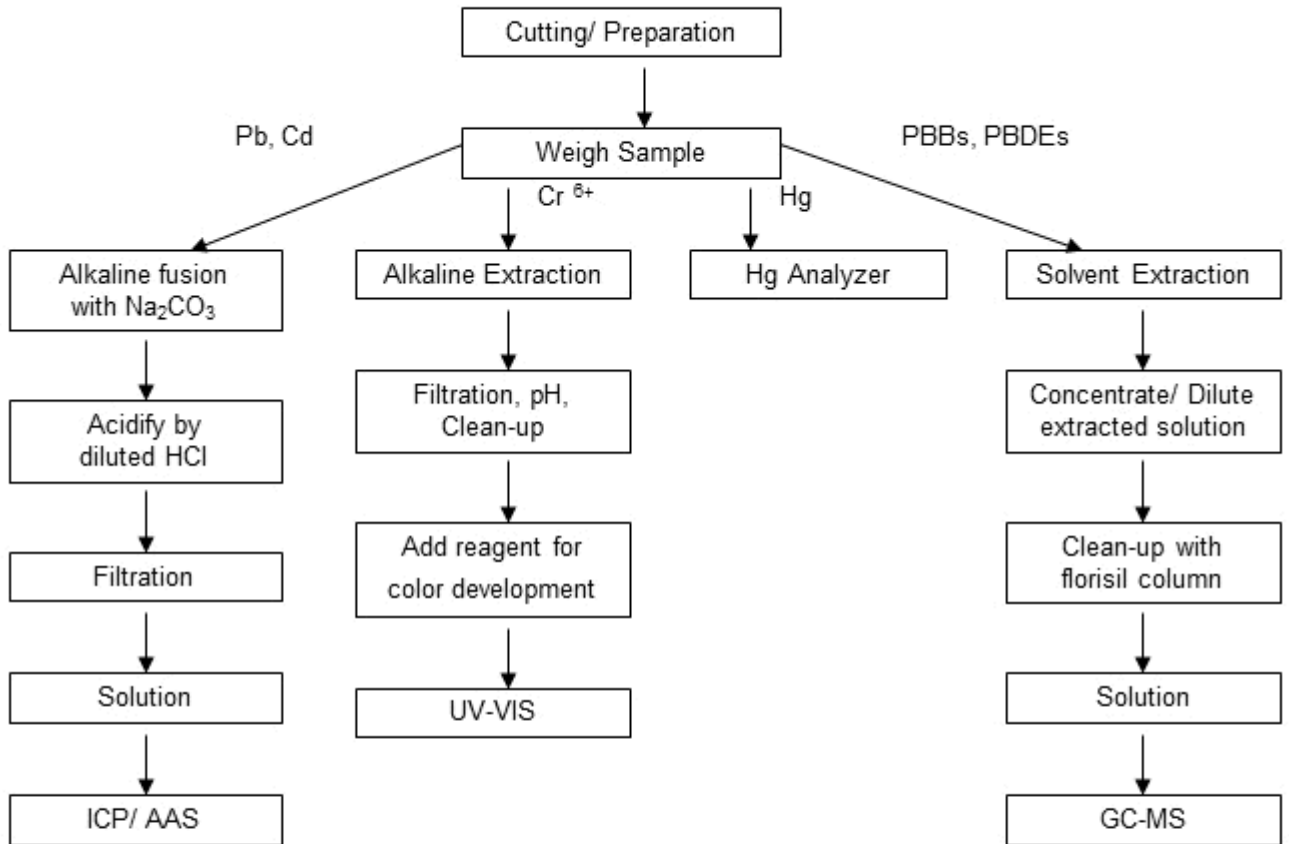 Cutting/ Preparation
Pb, Cd
PBBs, PBDEs
Weigh Sample
Cr ⁶⁺
Hg
Alkaline fusion
with Na₂CO₃
Alkaline Extraction
Hg Analyzer
Solvent Extraction
Acidify by
diluted HCl
Filtration, pH,
Clean-up
Concentrate/ Dilute
extracted solution
Filtration
Add reagent for
color development
Clean-up with
florisil column
Solution
UV-VIS
Solution
ICP/ AAS
GC-MS